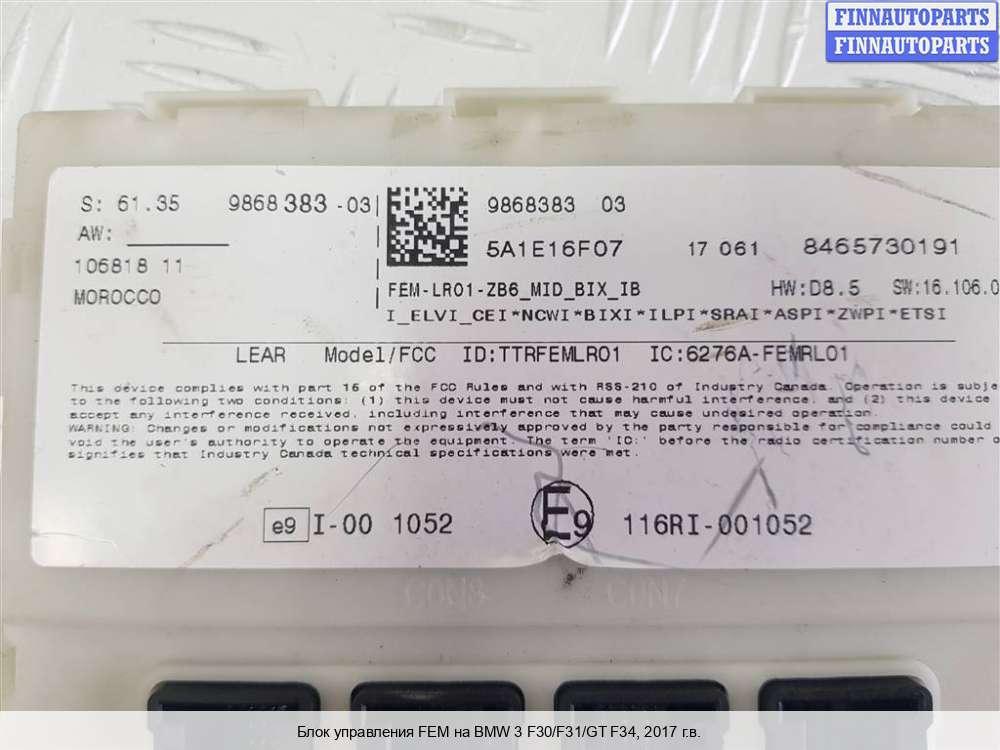 FINNAUTOPARTS
FINNAUTOPARTS
S: 61.35 9868 383 -03
AW:
106818 11
MOROCCO
9868383 03
5A1E16F07 17 061 8465730191
FEM-LR01-ZB6_MID_BIX_IB HW:D8.5 SW:16.106.0
I_ELVI_CEI*NCWI*BIXI*ILPI*SRAI*ASPI*ZWPI*ETSI
LEAR Model/FCC ID:TTRFEMLR01 IC:6276A-FEMRL01
This device complies with part 15 of the FCC Rules and with RSS-210 of Industry Canada. Operation is subje
to the following two conditions: (1) this device must not cause harmful interference, and (2) this device
accept any interference received, including interference that may cause undesired operation.
WARNING: Changes or modifications not expressively approved by the party responsible for compliance could
void the user's authority to operate the equipment. The term 'IC:' before the radio certification number o
signifies that Industry Canada technical specifications were met.
e9 I-00 1052 E9 116RI-001052
CON8 CON7
Блок управления FEM на BMW 3 F30/F31/GT F34, 2017 г.в.